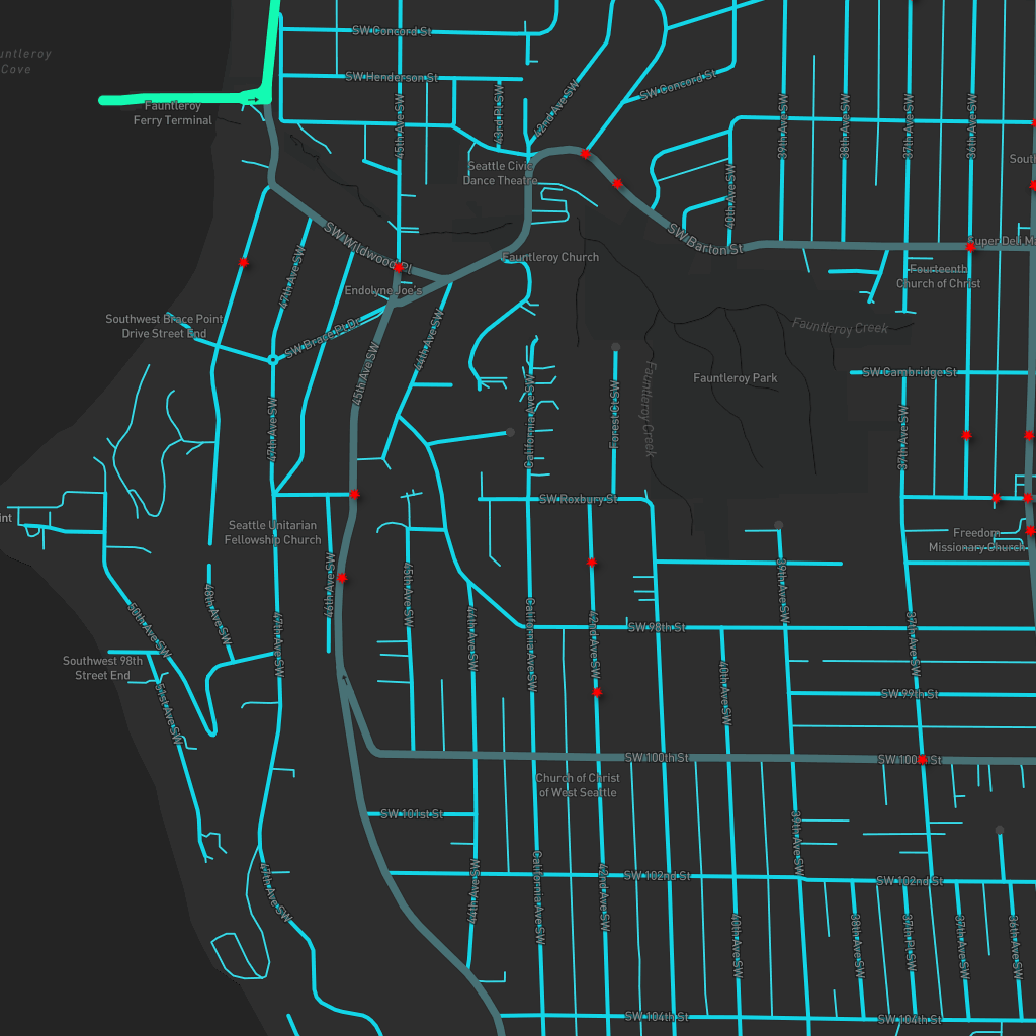 untleroy
Cove
SW Concord St
SW Henderson St
Fauntleroy
Ferry Terminal
45th Ave SW
43rd Pl SW
42nd Ave SW
SW Concord St
39th Ave SW
38th Ave SW
37th Ave SW
36th Ave SW
South
Seattle Civic
Dance Theatre
40th Ave SW
SW Wildwood Pl
SW Barton St
Super Deli Ma
Fauntleroy Church
47th Ave SW
Endolyne Joe's
Fourteenth
Church of Christ
Southwest Brace Point
Drive Street End
SW Brace Pt Dr
44th Ave SW
Fauntleroy Creek
45th Ave SW
Fauntleroy Park
SW Cambridge St
California Ave SW
Forest Ct SW
Fauntleroy Creek
47th Ave SW
37th Ave SW
SW Roxbury St
int
Seattle Unitarian
Fellowship Church
Freedom
Missionary Church
50th Ave SW
48th Ave SW
46th Ave SW
45th Ave SW
39th Ave SW
47th Ave SW
44th Ave SW
California Ave SW
42nd Ave SW
SW 98th St
37th Ave SW
Southwest 98th
Street End
51st Ave SW
40th Ave SW
SW 99th St
SW 100th St
SW 100th St
Church of Christ
of West Seattle
SW 101st St
39th Ave SW
47th Ave SW
44th Ave SW
California Ave SW
42nd Ave SW
SW 102nd St
SW 102nd St
40th Ave SW
38th Ave SW
37th Pl SW
37th Ave SW
36th Ave SW
SW 104th St
SW 104th St